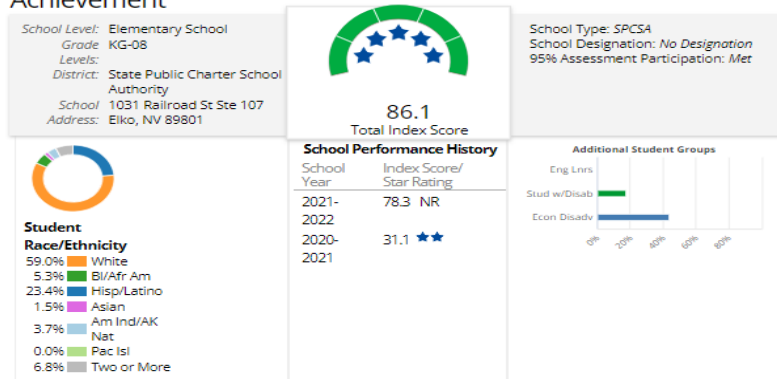 Achievement
School Level: Elementary School
Grade Levels: KG-08
District: State Public Charter School
Authority
School Address: 1031 Railroad St Ste 107
Elko, NV 89801
86.1
Total Index Score
School Type: SPCSA
School Designation: No Designation
95% Assessment Participation: Met
Student
Race/Ethnicity
59.0% White
5.3% Bl/Afr Am
23.4% Hisp/Latino
1.5% Asian
3.7% Am Ind/AK
Nat
0.0% Pac Isl
6.8% Two or More
School Performance History
School Year
Index Score/
Star Rating
2021-2022 78.3 NR
2020-2021 31.1
Additional Student Groups
Eng Lnrs
Stud w/Disab
Econ Disadv
0% 20% 40% 60% 80%